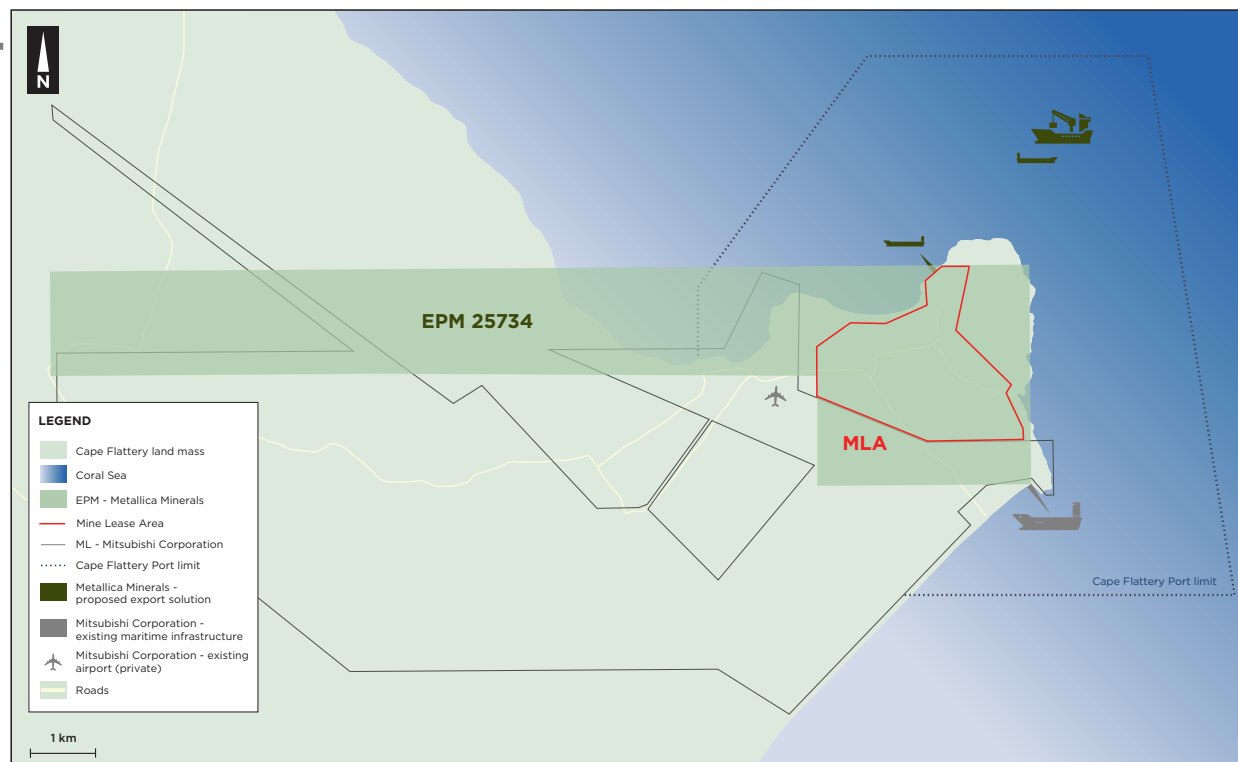 N
EPM 25734
MLA
LEGEND
Cape Flattery land mass
Coral Sea
EPM - Metallica Minerals
Mine Lease Area
ML - Mitsubishi Corporation
Cape Flattery Port limit
Metallica Minerals -
proposed export solution
Mitsubishi Corporation -
existing maritime infrastructure
Mitsubishi Corporation - existing
airport (private)
Roads
Cape Flattery Port limit
1 km